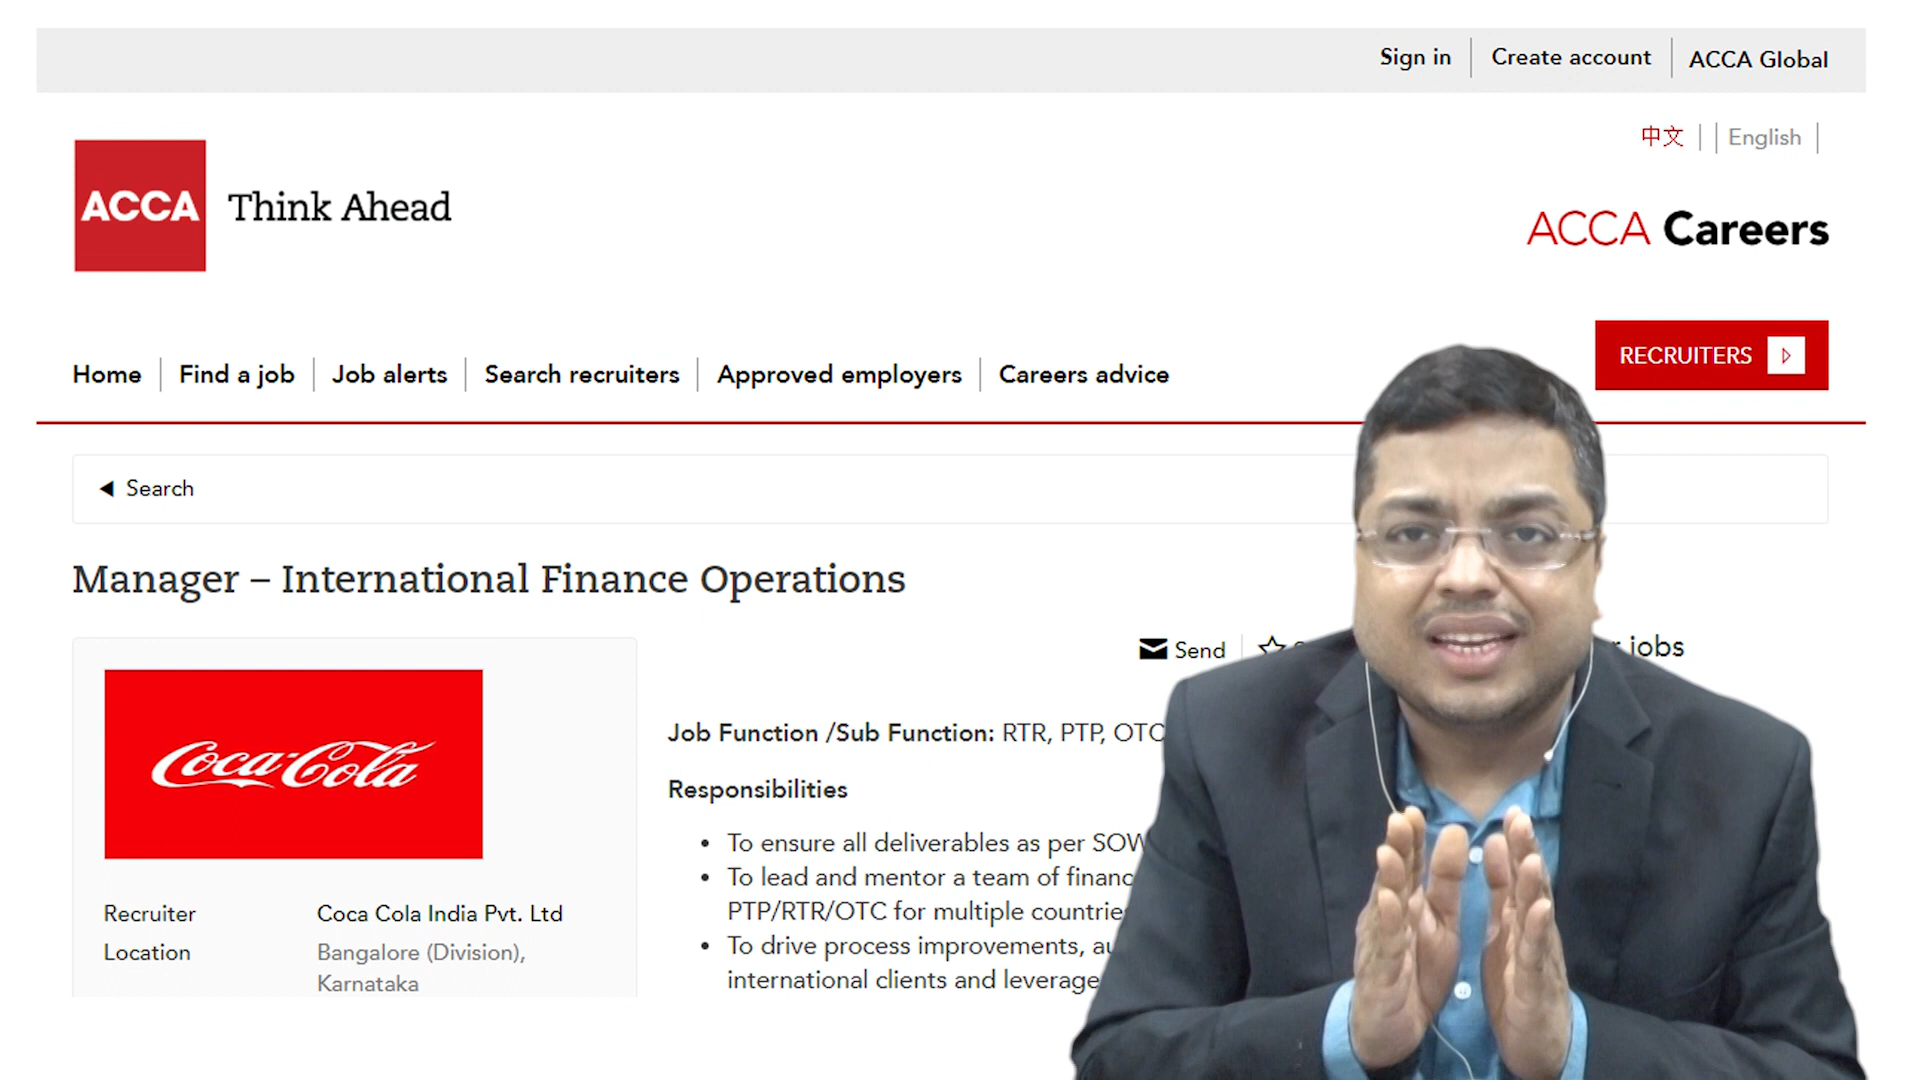 Sign in
Create account
ACCA Global
中文
English
ACCA
Think Ahead
ACCA Careers
RECRUITERS
Home
Find a job
Job alerts
Search recruiters
Approved employers
Careers advice
Search
Manager – International Finance Operations
Send
jobs
Coca-Cola
Job Function /Sub Function: RTR, PTP, OTC
Responsibilities
• To ensure all deliverables as per SOW
• To lead and mentor a team of
PTP/RTR/OTC for multiple
• To drive process improvements,
international clients and leverage
Recruiter
Coca Cola India Pvt. Ltd
Location
Bangalore (Division),
Karnataka